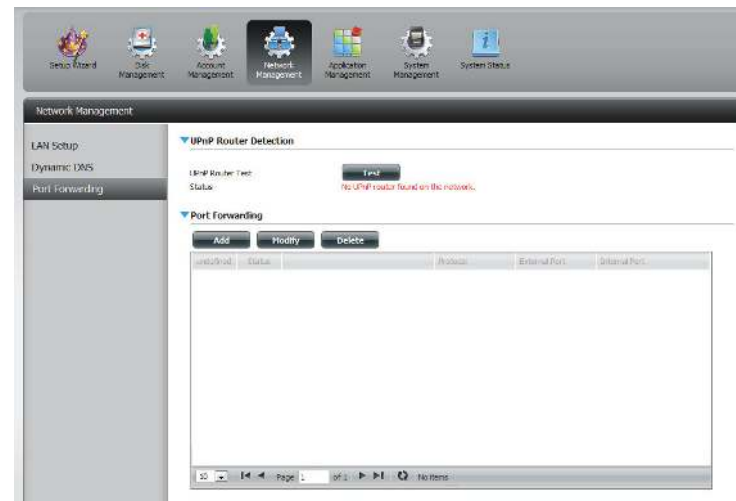 Setup Wizard
Disk Management
Account Management
Network Management
Application Management
System Management
System Status
Network Management
LAN Setup
Dynamic DNS
Port Forwarding
UPnP Router Detection
UPnP Router Test
Test
Status
No UPnP router found on the network.
Port Forwarding
Add Modify Delete
undefined Status Protocol External Port Internal Port
10 Page 1 of 1 No items